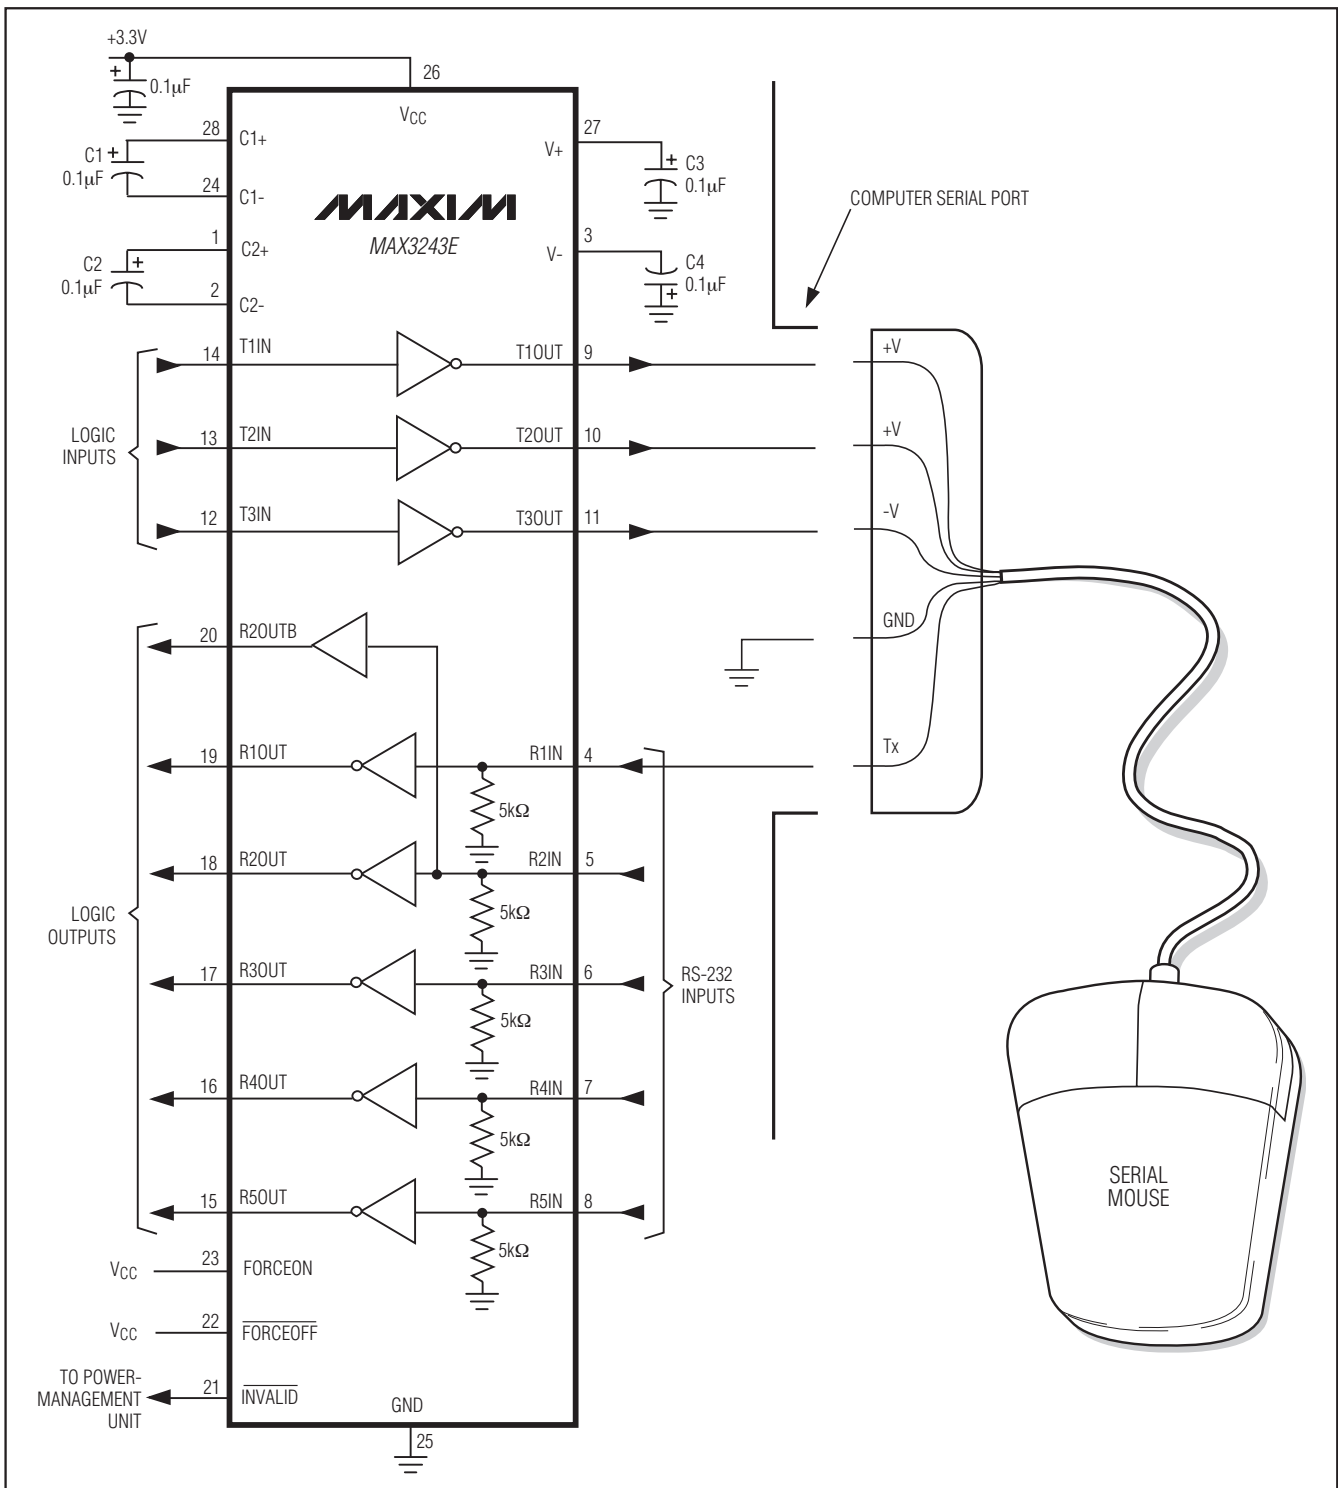 +3.3V
0.1µF
26
VCC
28
C1+
C1
+
0.1µF
24
C1-
27
V+
+
C3
0.1µF
MAXIM
MAX3243E
1
C2+
C2
+
0.1µF
2
C2-
3
V-
C4
0.1µF
+
COMPUTER SERIAL PORT
LOGIC
INPUTS
14
T1IN
T1OUT
9
+V
13
T2IN
T2OUT
10
+V
12
T3IN
T3OUT
11
-V
20
R2OUTB
GND
19
R1OUT
R1IN
4
Tx
5kΩ
18
R2OUT
R2IN
5
5kΩ
LOGIC
OUTPUTS
17
R3OUT
R3IN
6
5kΩ
RS-232
INPUTS
16
R4OUT
R4IN
7
5kΩ
15
R5OUT
R5IN
8
5kΩ
SERIAL
MOUSE
VCC
23
FORCEON
VCC
22
FORCEOFF
TO POWER-
MANAGEMENT
UNIT
21
INVALID
GND
25
+